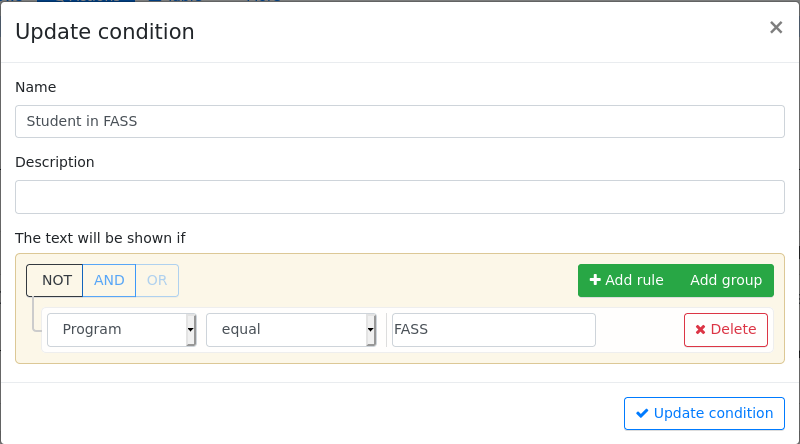 Update condition
×
Name
Student in FASS
Description
The text will be shown if
NOT AND OR Add rule Add group
Program equal FASS Delete
Update condition